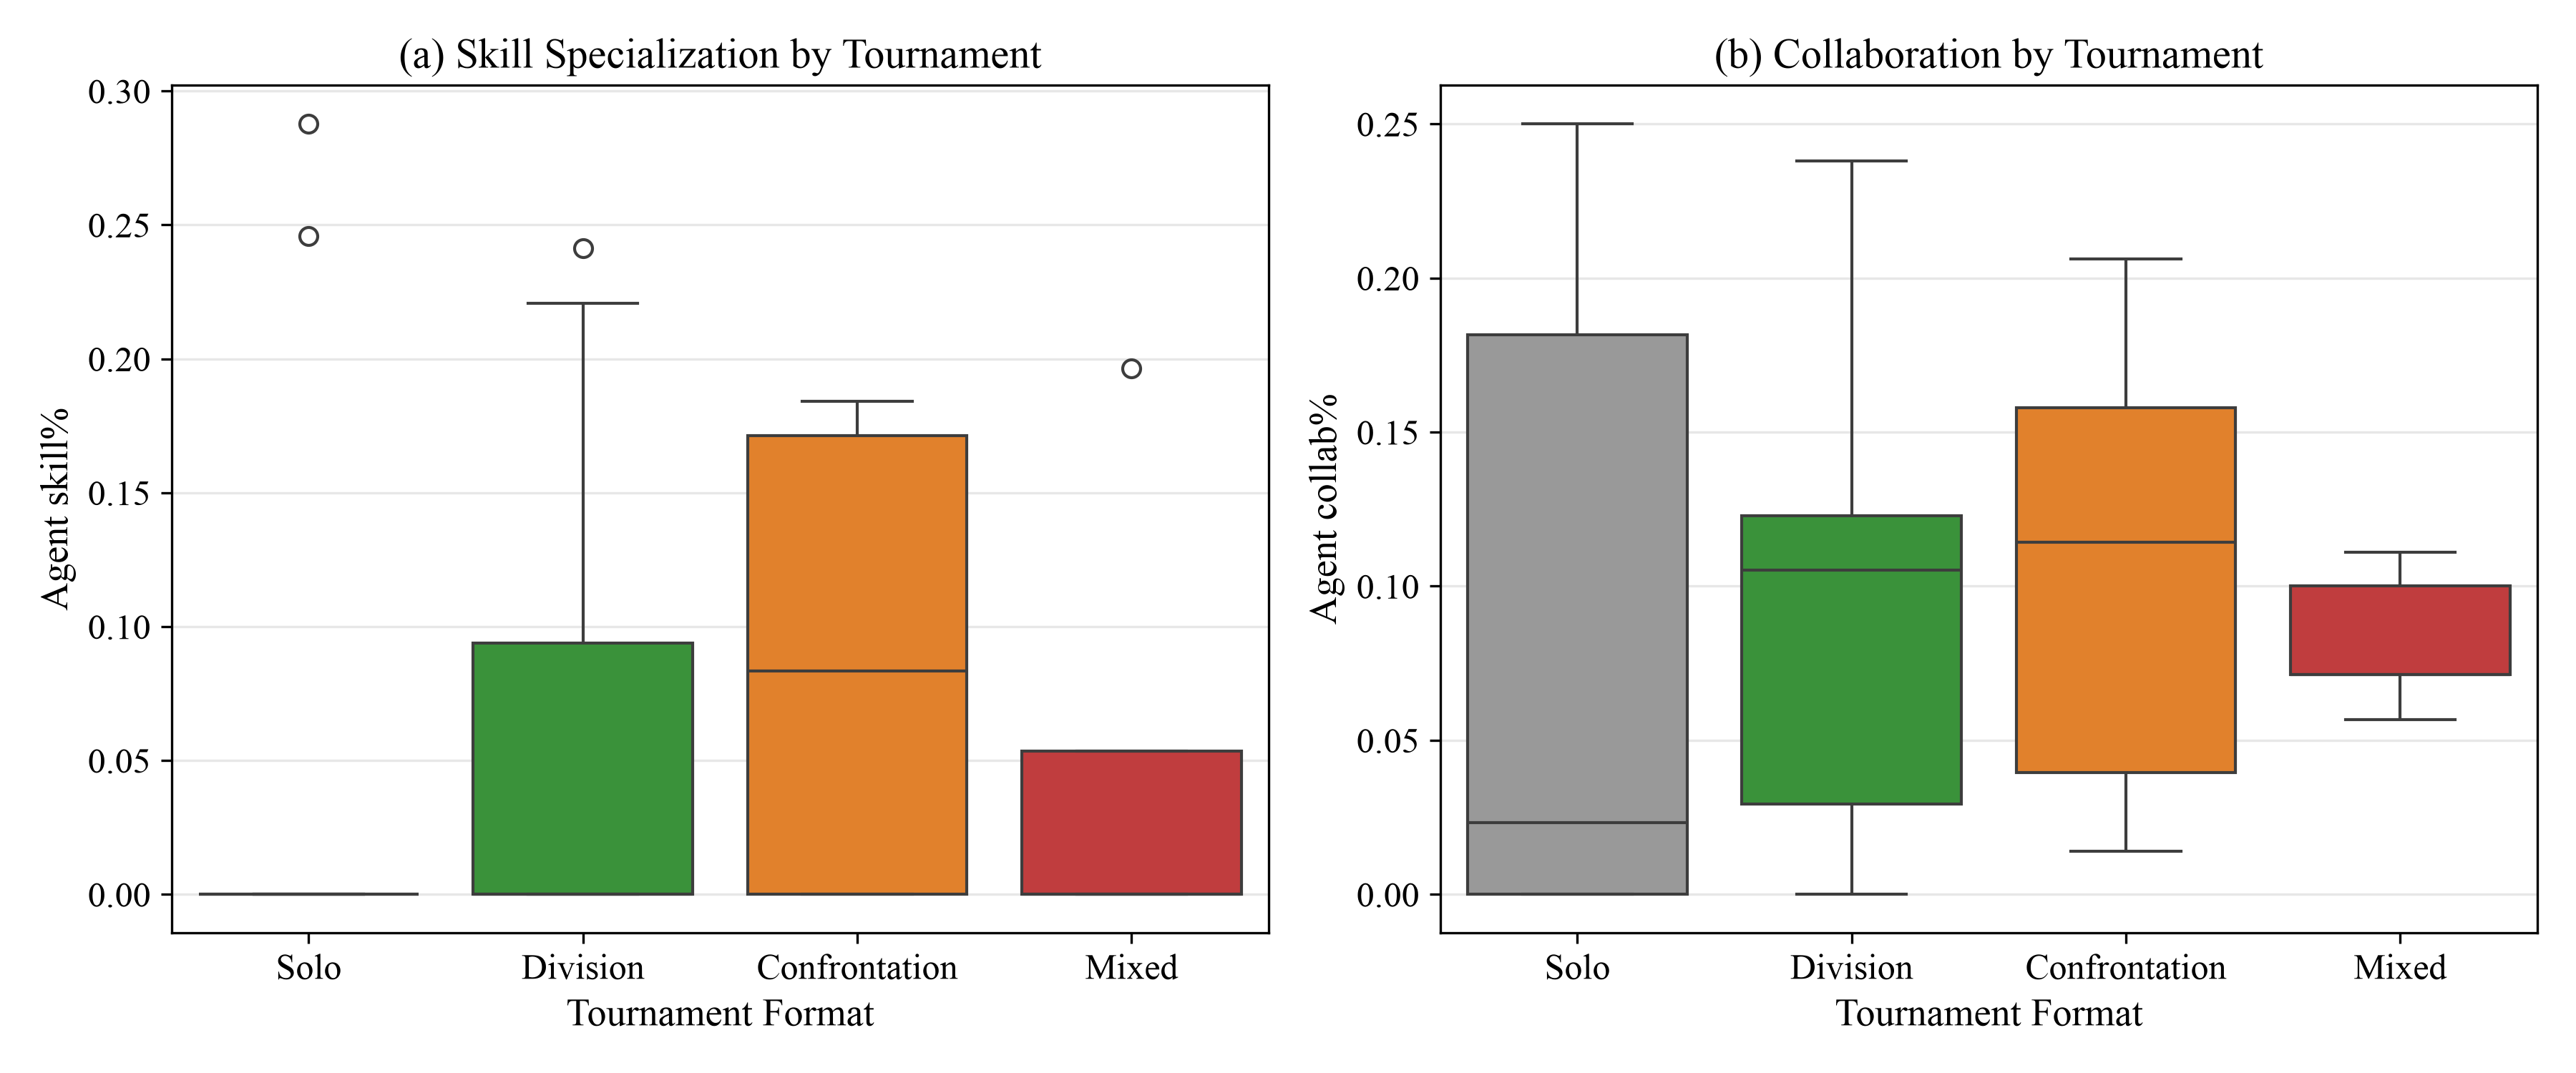 (a) Skill Specialization by Tournament
Agent skill%
0.30
0.25
0.20
0.15
0.10
0.05
0.00
Solo
Division
Confrontation
Mixed
Tournament Format
(b) Collaboration by Tournament
Agent collab%
0.25
0.20
0.15
0.10
0.05
0.00
Solo
Division
Confrontation
Mixed
Tournament Format